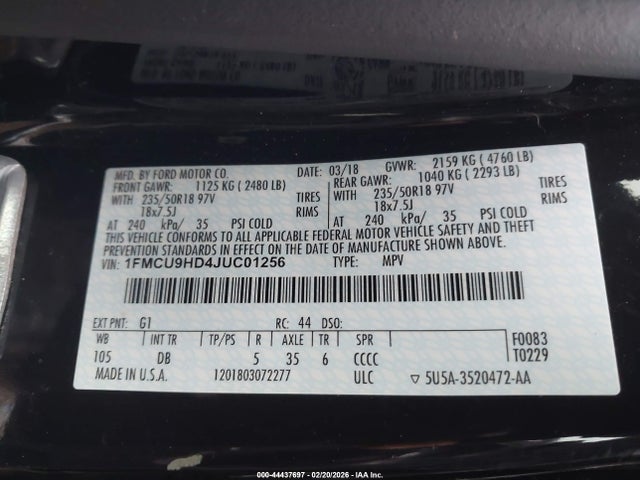 MFD. BY FORD MOTOR CO. DATE: 03/18 GVWR: 2159 KG ( 4760 LB)
FRONT GAWR: 1125 KG ( 2480 LB) REAR GAWR: 1040 KG ( 2293 LB)
WITH 235/50R18 97V TIRES WITH 235/50R18 97V TIRES
18x7.5J RIMS 18x7.5J RIMS
AT 240 kPa/ 35 PSI COLD AT 240 kPa/ 35 PSI COLD
THIS VEHICLE CONFORMS TO ALL APPLICABLE FEDERAL MOTOR VEHICLE SAFETY AND THEFT
PREVENTION STANDARDS IN EFFECT ON THE DATE OF MANUFACTURE SHOWN ABOVE.
VIN: 1FMCU9HD4JUC01256 TYPE: MPV
EXT PNT: G1 RC: 44 DSO:
WB INT TR TP/PS R AXLE TR SPR F0083
105 DB 5 35 6 CCCC T0229
MADE IN U.S.A. 1201803072277 ULC ▽ 5U5A-3520472-AA
000-44437697 - 02/20/2026 - IAA Inc.